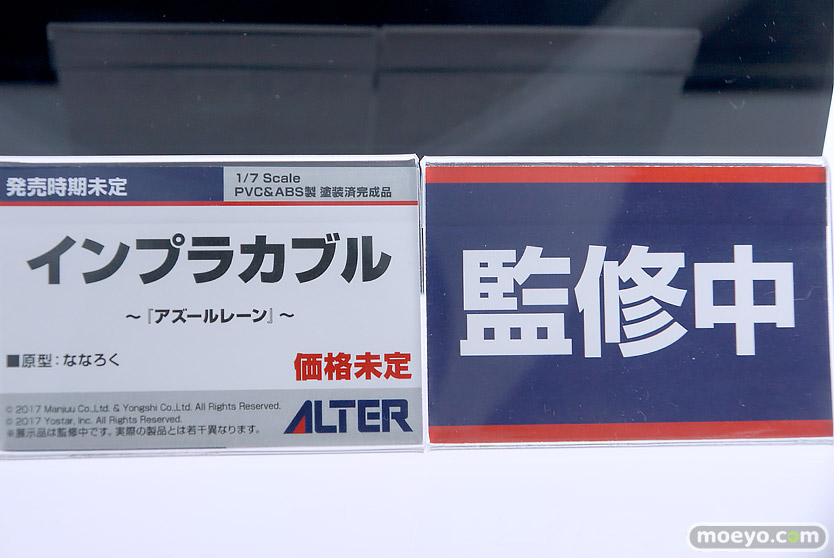 発売時期未定
1/7 Scale
PVC&ABS製 塗装済完成品
インプラカブル
～『アズールレーン』～
■原型：ななろく
価格未定
© 2017 Manjuu Co.,Ltd. & Yongshi Co.,Ltd. All Rights Reserved.
© 2017 Yostar, Inc. All Rights Reserved.
※展示品は監修中です。実際の製品とは若干異なります。
ALTER
監修中
moeyo.com